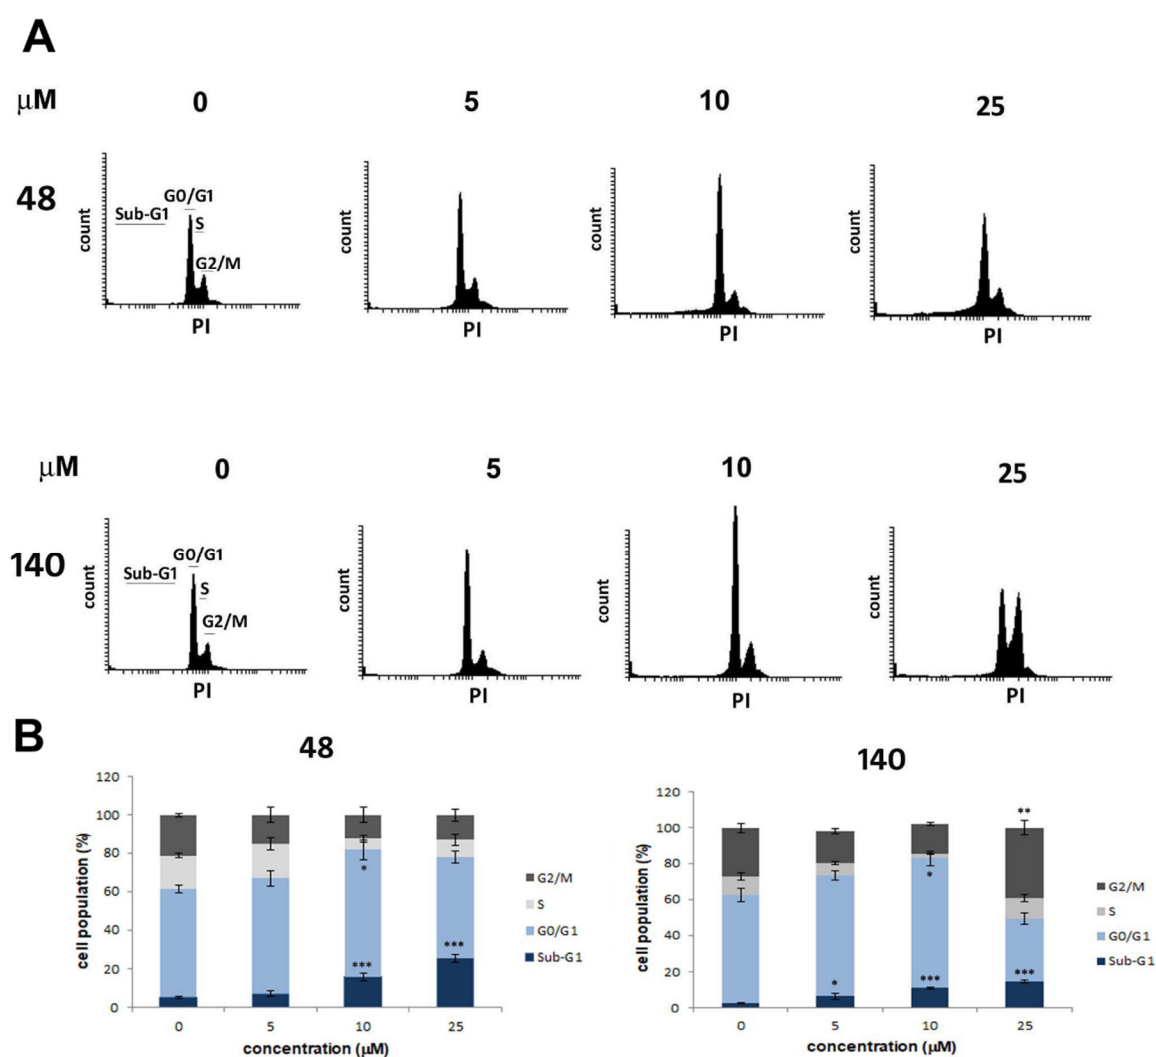 A
μM 0 5 10 25
48
count
Sub-G1
G0/G1
S
G2/M
PI
count
PI
count
PI
count
PI
μM 0 5 10 25
140
count
Sub-G1
G0/G1
S
G2/M
PI
count
PI
count
PI
count
PI
B
48
cell population (%)
120
100
80
60
40
20
0
*
***
***
0 5 10 25
concentration (μM)
G2/M
S
G0/G1
Sub-G1
140
cell population (%)
120
100
80
60
40
20
0
**
*
*
***
***
0 5 10 25
concentration (μM)
G2/M
S
G0/G1
Sub-G1